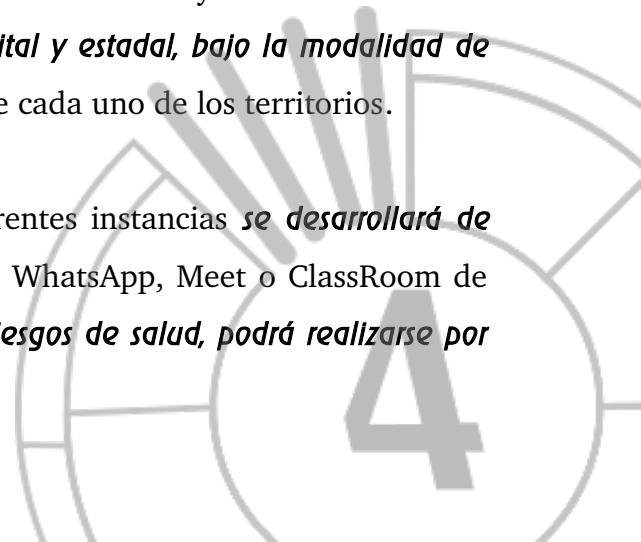 ital y estadal, bajo la modalidad de
cada uno de los territorios.
rentes instancias se desarrollará de
WhatsApp, Meet o ClassRoom de
esgos de salud, podrá realizarse por
4